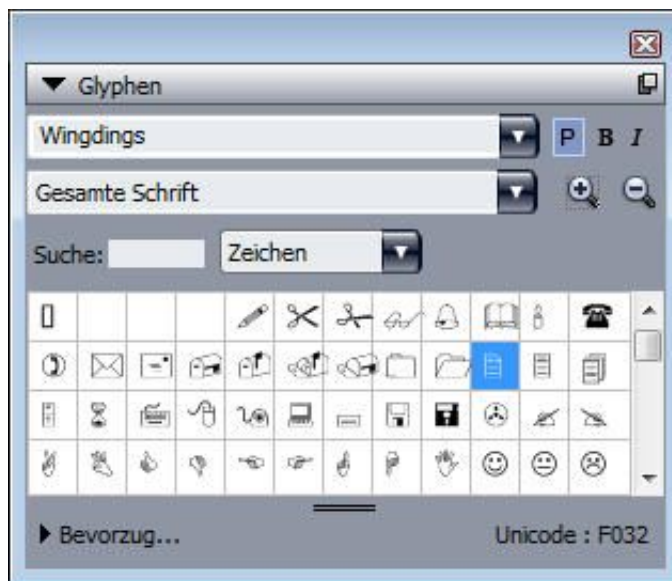 Glyphen
Wingdings P B I
Gesamte Schrift
Suche: Zeichen
Bevorzug... Unicode : F032